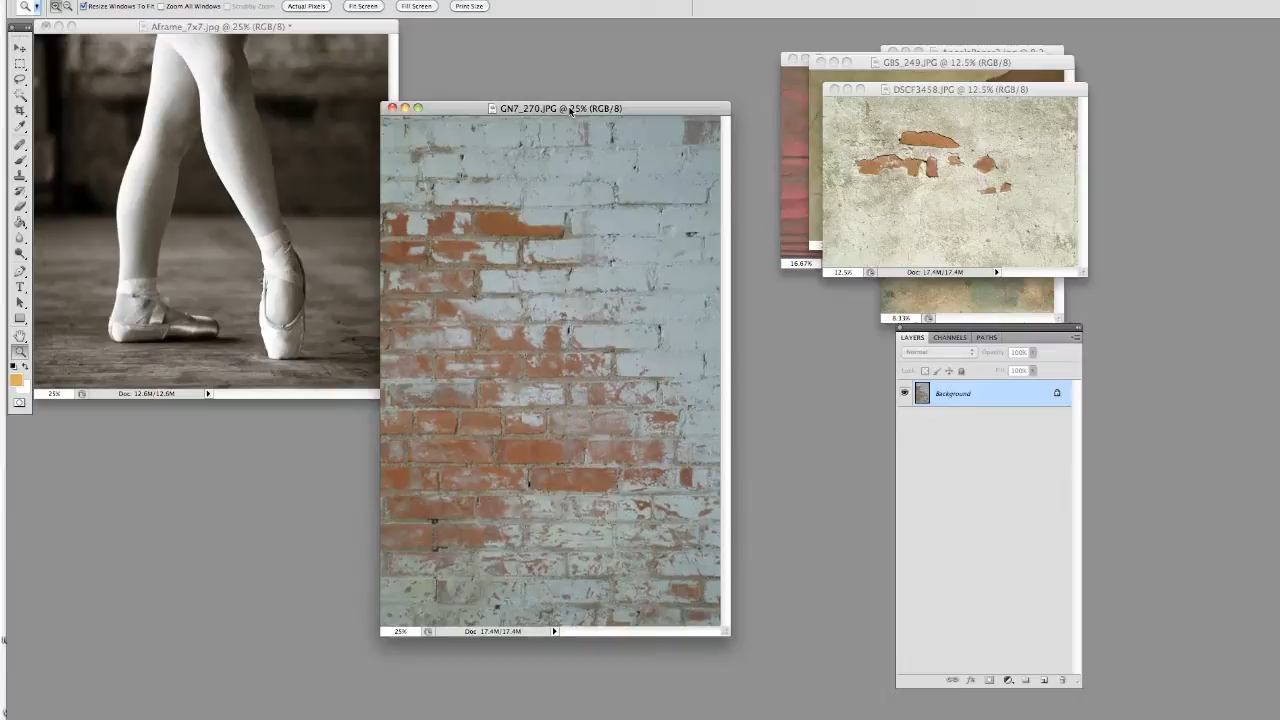 Resize Windows To Fit
Zoom All Windows
Scrubby Zoom
Actual Pixels
Fit Screen
Fill Screen
Print Size
Aframe_7x7.jpg @ 25% (RGB/8) *
25%
Doc: 12.6M/12.6M
GN7_270.JPG @ 25% (RGB/8)
25%
Doc: 17.4M/17.4M
GBS_249.JPG @ 12.5% (RGB/8)
DSCF3458.JPG @ 12.5% (RGB/8)
16.67%
12.5%
Doc: 17.4M/17.4M
8.33%
LAYERS
CHANNELS
PATHS
Normal
Opacity: 100%
Lock:
Fill: 100%
Background